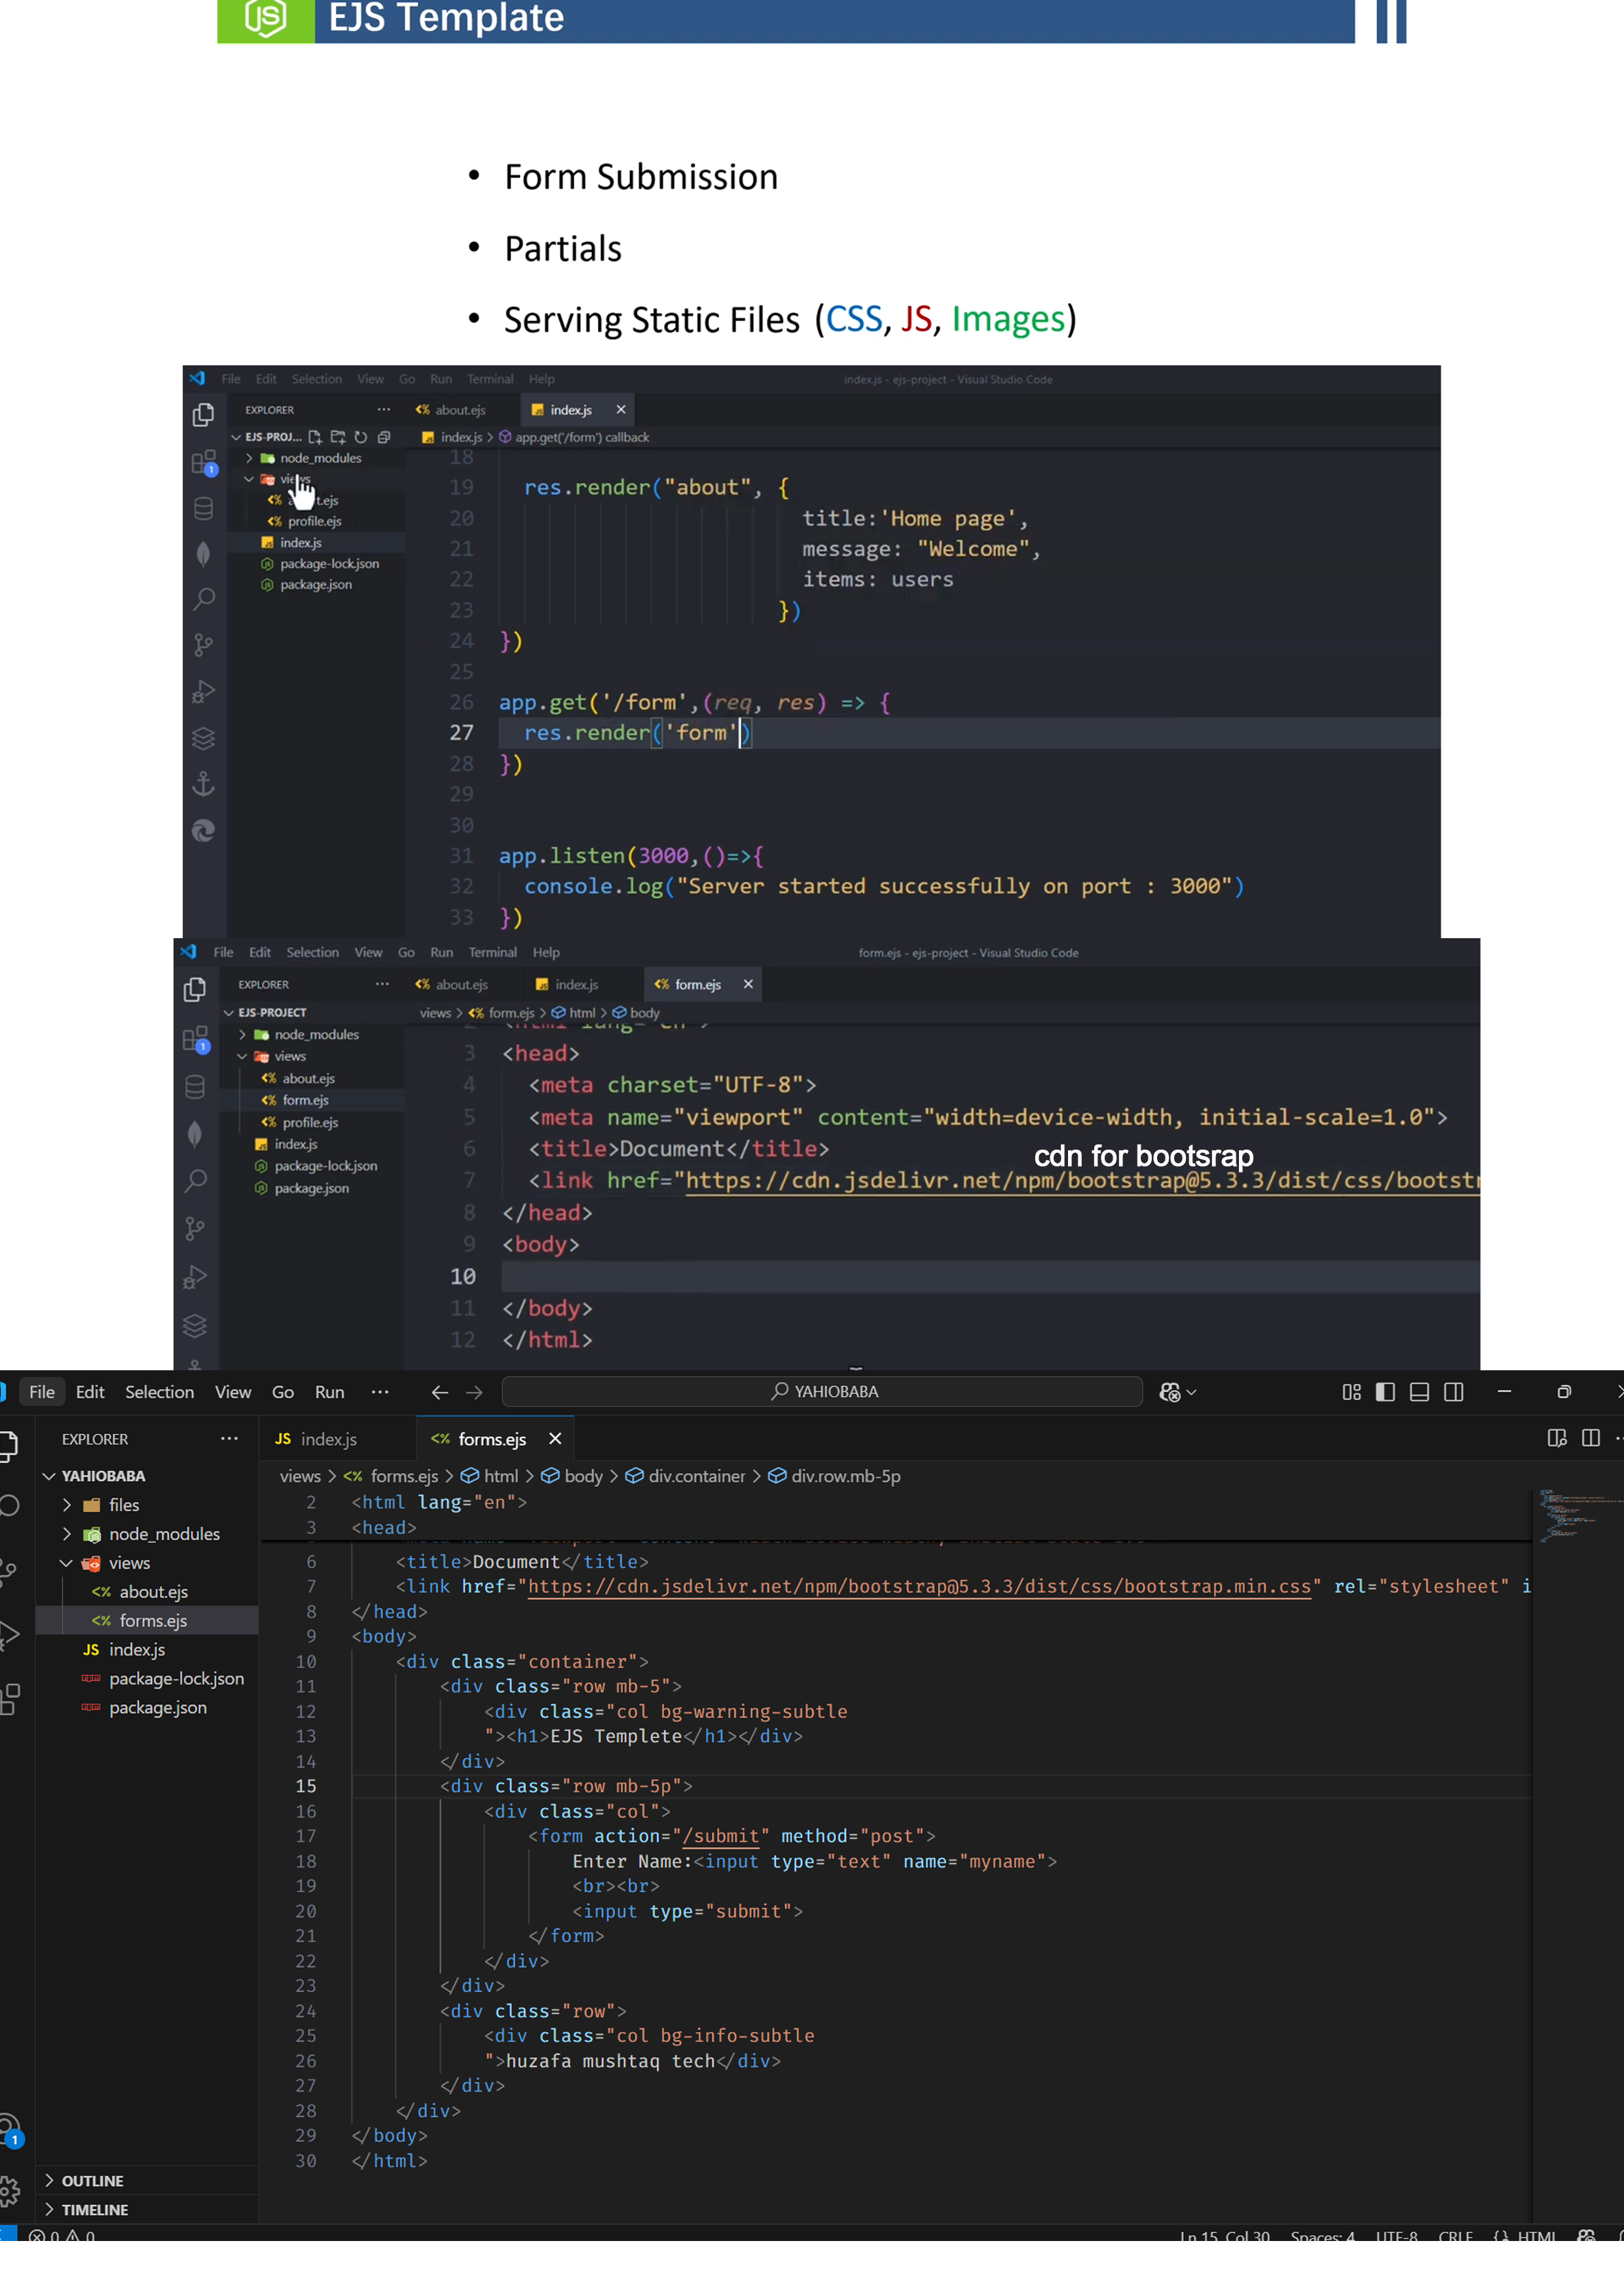 JS
EJS Template
• Form Submission
• Partials
• Serving Static Files (CSS, JS, Images)
File Edit Selection View Go Run Terminal Help
index.js - ejs-project - Visual Studio Code
EXPLORER ··· about.ejs index.js
EJS-PROJ...
index.js > app.get('/form') callback
node_modules
views
profile.ejs
index.js
package-lock.json
package.json
1
18
19 res.render("about", {
20 title:'Home page',
21 message: "Welcome",
22 items: users
23 })
24 })
25
26 app.get('/form',(req, res) => {
27 res.render('form')
28 })
29
30
31 app.listen(3000,()=>{
32 console.log("Server started successfully on port : 3000")
33 })
File Edit Selection View Go Run Terminal Help
form.ejs - ejs-project - Visual Studio Code
EXPLORER ··· about.ejs index.js form.ejs
EJS-PROJECT
views > form.ejs > html > body
node_modules
views
about.ejs
form.ejs
profile.ejs
index.js
package-lock.json
package.json
1
3 <head>
4 <meta charset="UTF-8">
5 <meta name="viewport" content="width=device-width, initial-scale=1.0">
6 <title>Document</title>
cdn for bootsrap
7 <link href="https://cdn.jsdelivr.net/npm/bootstrap@5.3.3/dist/css/bootst
8 </head>
9 <body>
10
11 </body>
12 </html>
File Edit Selection View Go Run ··· YAHIOBABA
EXPLORER ··· JS index.js forms.ejs
YAHIOBABA
views > forms.ejs > html > body > div.container > div.row.mb-5p
files
node_modules
views
about.ejs
forms.ejs
JS index.js
package-lock.json
package.json
2 <html lang="en">
3 <head>
6 <title>Document</title>
7 <link href="https://cdn.jsdelivr.net/npm/bootstrap@5.3.3/dist/css/bootstrap.min.css" rel="stylesheet" i
8 </head>
9 <body>
10 <div class="container">
11 <div class="row mb-5">
12 <div class="col bg-warning-subtle
13 "><h1>EJS Templete</h1></div>
14 </div>
15 <div class="row mb-5p">
16 <div class="col">
17 <form action="/submit" method="post">
18 Enter Name:<input type="text" name="myname">
19 <br><br>
20 <input type="submit">
21 </form>
22 </div>
23 </div>
24 <div class="row">
25 <div class="col bg-info-subtle
26 ">huzafa mushtaq tech</div>
27 </div>
28 </div>
29 </body>
30 </html>
1
OUTLINE
TIMELINE
0 0 Ln 15, Col 30 Spaces: 4 UTF-8 CRLF {} HTML